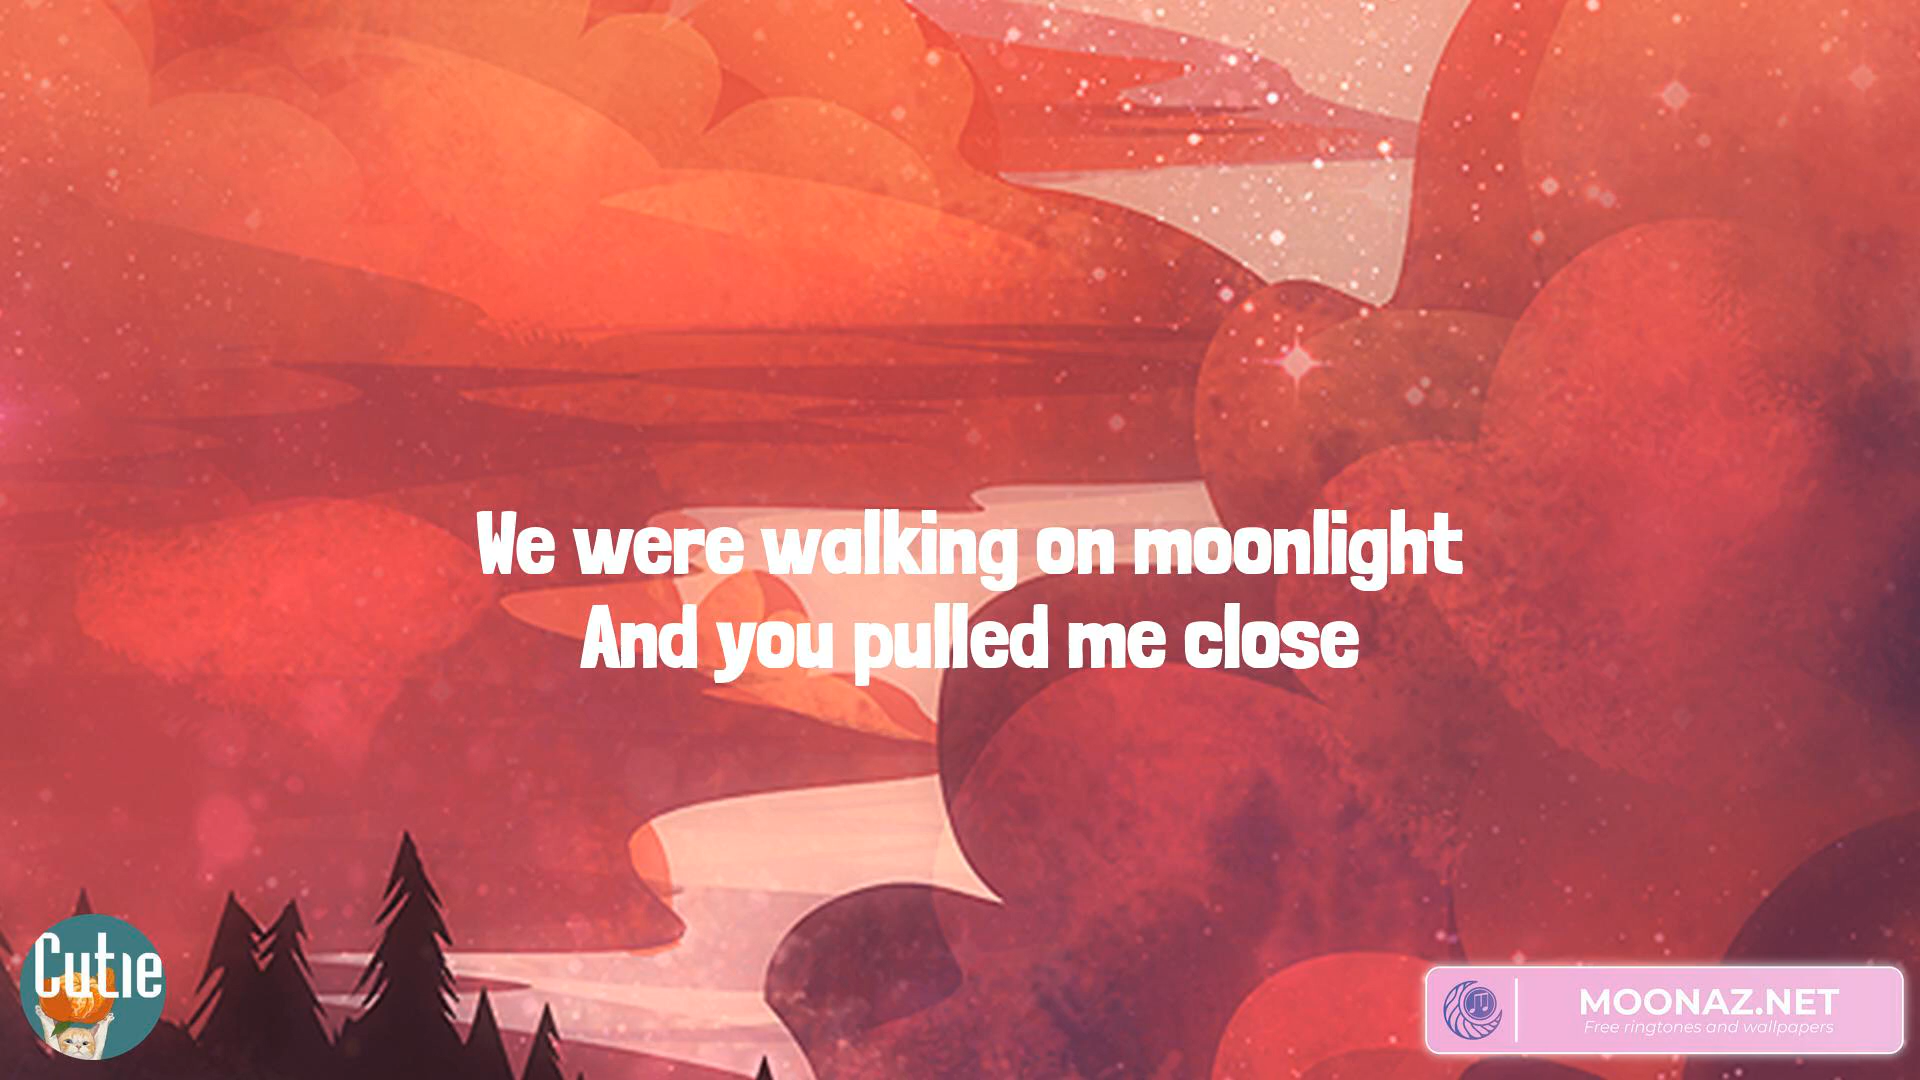 We were walking on moonlight
And you pulled me close
Cutie
MOONAZ.NET
Free ringtones and wallpapers